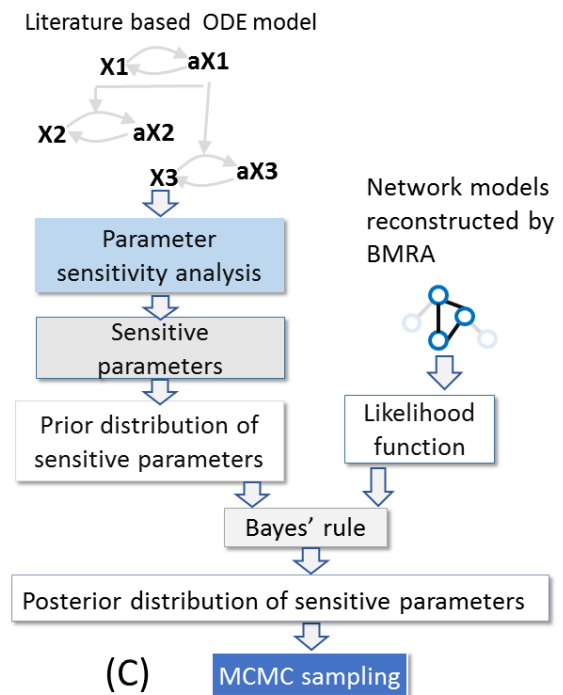 Literature based ODE model
X1 aX1
X2 aX2
X3 aX3
Network models
reconstructed by
BMRA
Parameter
sensitivity analysis
Sensitive
parameters
Prior distribution of
sensitive parameters
Likelihood
function
Bayes’ rule
Posterior distribution of sensitive parameters
(C)
MCMC sampling